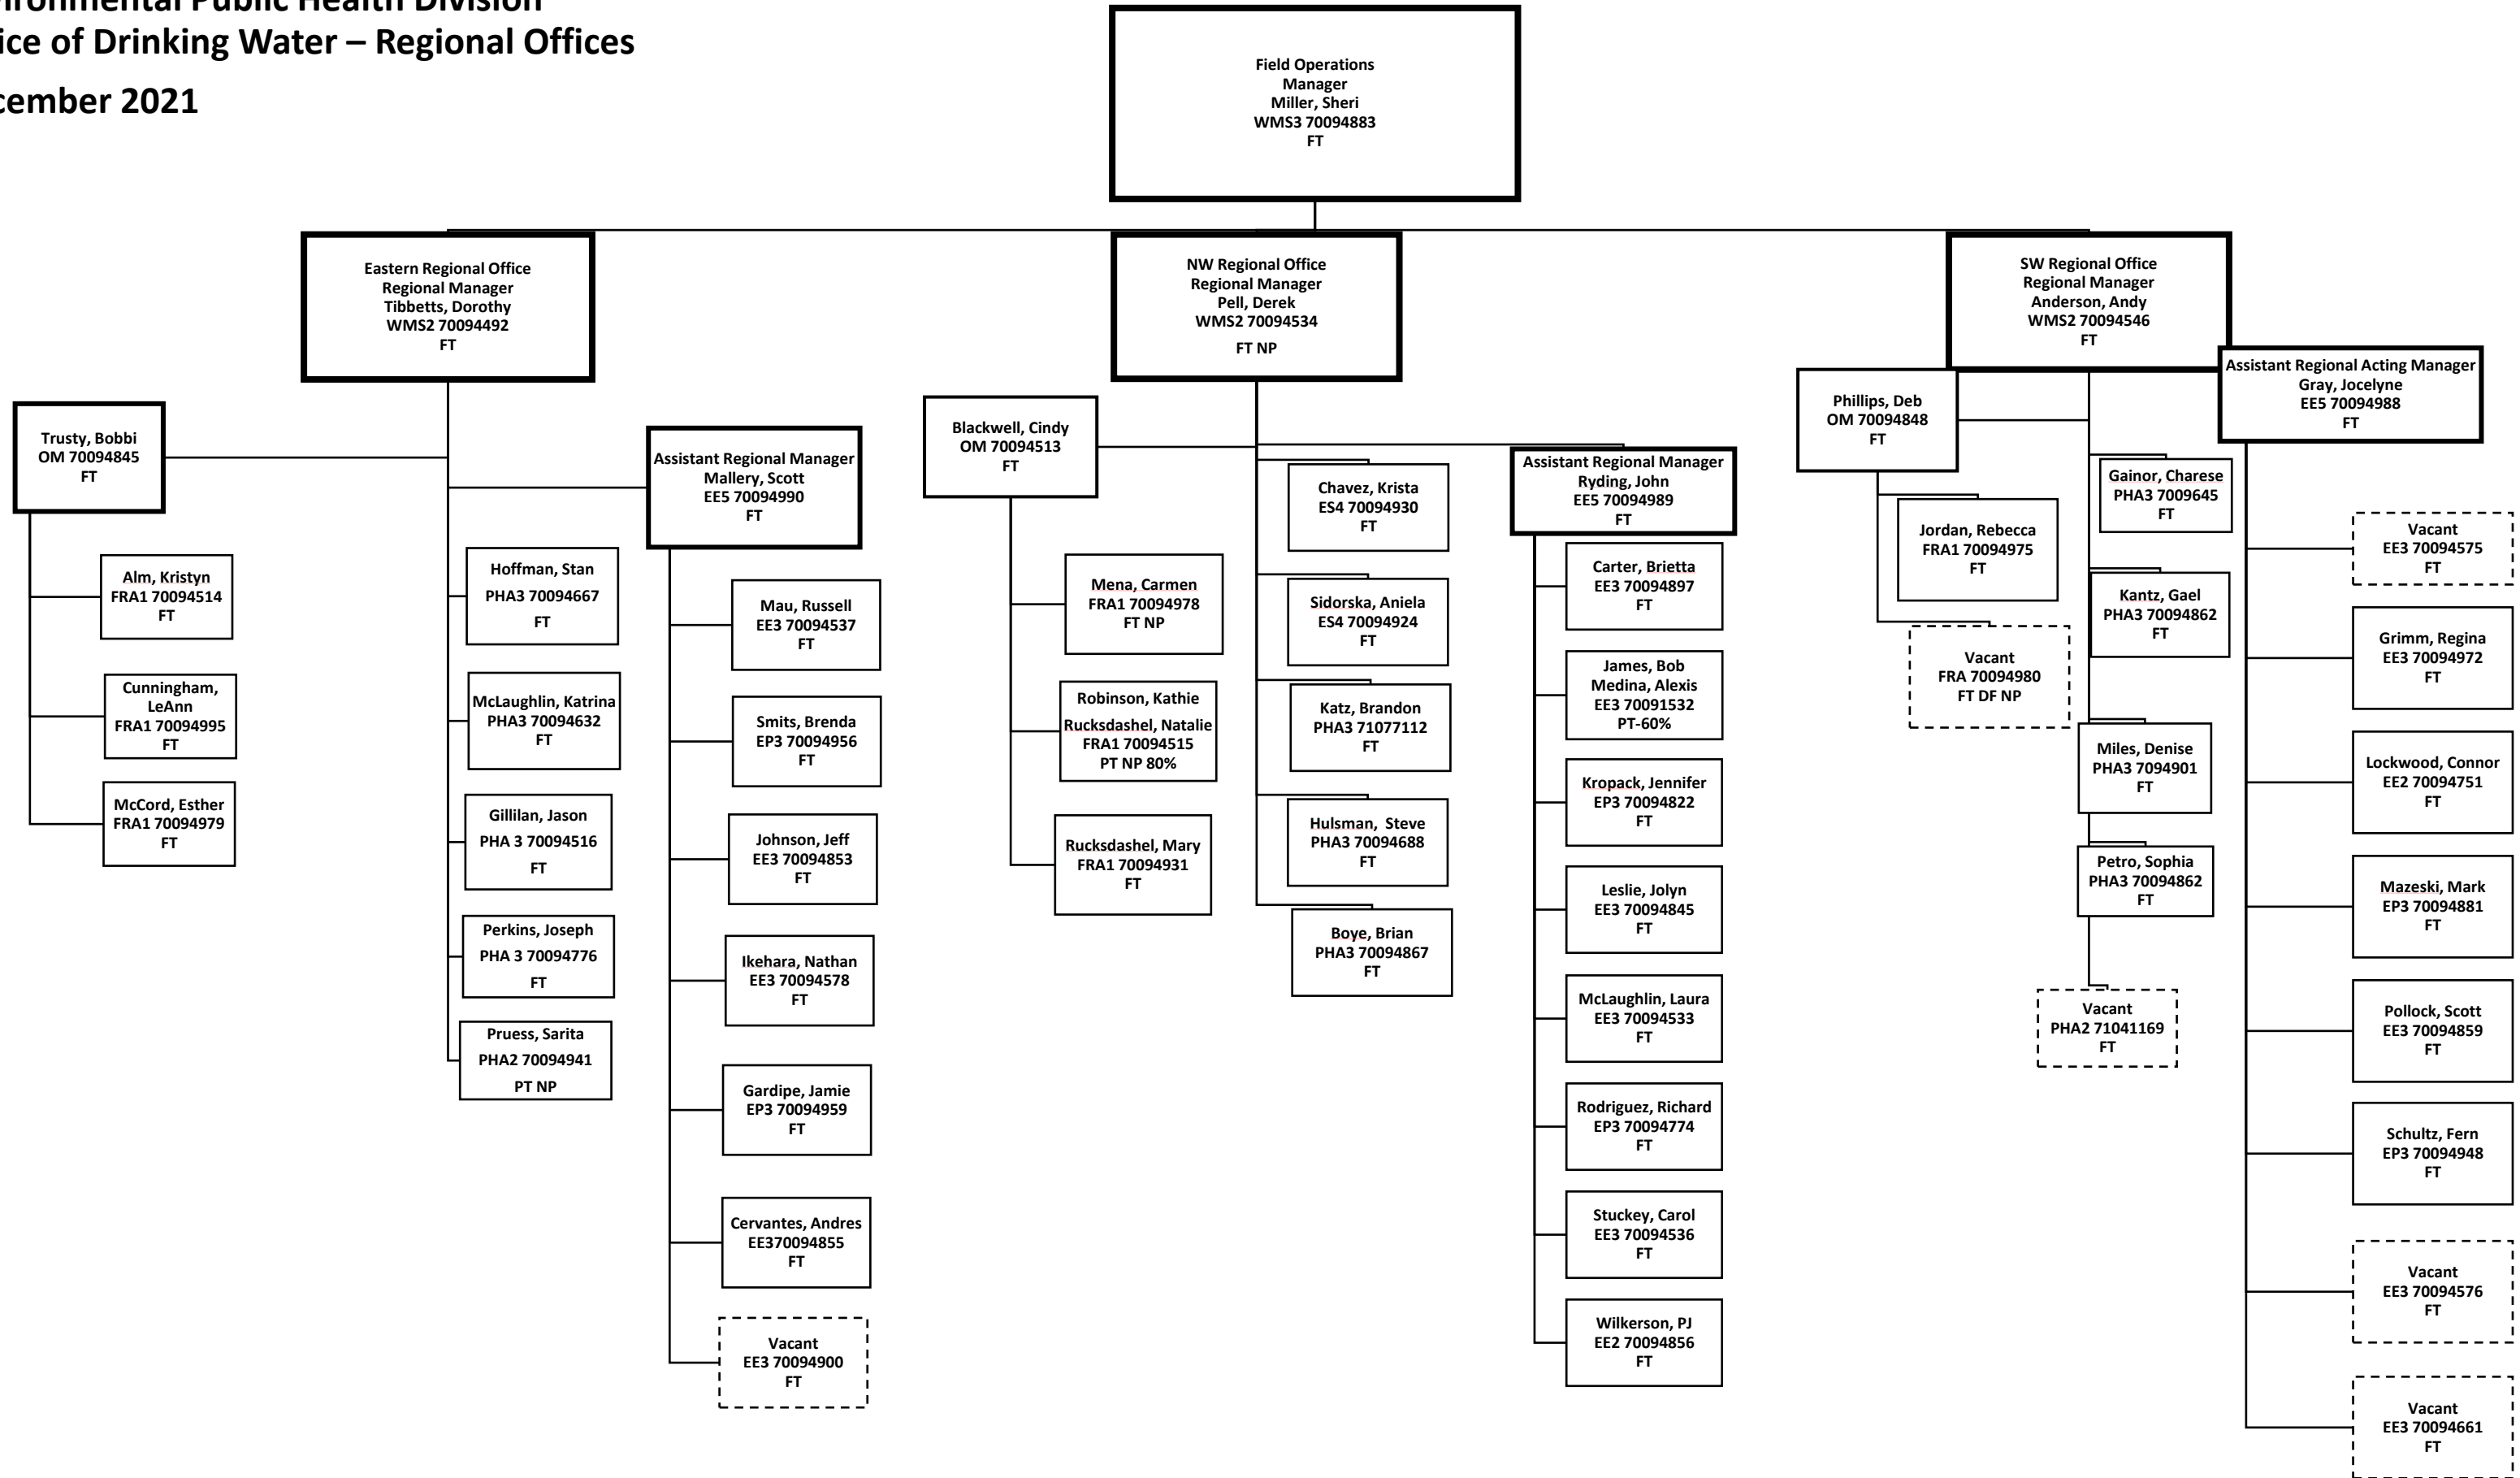 ironmental Public Health Division
ice of Drinking Water – Regional Offices
cember 2021
Field Operations
Manager
Miller, Sheri
WMS3 70094883
FT
Eastern Regional Office
Regional Manager
Tibbetts, Dorothy
WMS2 70094492
FT
NW Regional Office
Regional Manager
Pell, Derek
WMS2 70094534
FT NP
SW Regional Office
Regional Manager
Anderson, Andy
WMS2 70094546
FT
Trusty, Bobbi
OM 70094845
FT
Alm, Kristyn
FRA1 70094514
FT
Cunningham,
LeAnn
FRA1 70094995
FT
McCord, Esther
FRA1 70094979
FT
Hoffman, Stan
PHA3 70094667
FT
McLaughlin, Katrina
PHA3 70094632
FT
Gillilan, Jason
PHA 3 70094516
FT
Perkins, Joseph
PHA 3 70094776
FT
Pruess, Sarita
PHA2 70094941
PT NP
Assistant Regional Manager
Mallery, Scott
EE5 70094990
FT
Mau, Russell
EE3 70094537
FT
Smits, Brenda
EP3 70094956
FT
Johnson, Jeff
EE3 70094853
FT
Ikehara, Nathan
EE3 70094578
FT
Gardipe, Jamie
EP3 70094959
FT
Cervantes, Andres
EE370094855
FT
Vacant
EE3 70094900
FT
Blackwell, Cindy
OM 70094513
FT
Mena, Carmen
FRA1 70094978
FT NP
Robinson, Kathie
Rucksdashel, Natalie
FRA1 70094515
PT NP 80%
Rucksdashel, Mary
FRA1 70094931
FT
Chavez, Krista
ES4 70094930
FT
Sidorska, Aniela
ES4 70094924
FT
Katz, Brandon
PHA3 71077112
FT
Hulsman, Steve
PHA3 70094688
FT
Boye, Brian
PHA3 70094867
FT
Assistant Regional Manager
Ryding, John
EE5 70094989
FT
Carter, Brietta
EE3 70094897
FT
James, Bob
Medina, Alexis
EE3 70091532
PT-60%
Kropack, Jennifer
EP3 70094822
FT
Leslie, Jolyn
EE3 70094845
FT
McLaughlin, Laura
EE3 70094533
FT
Rodriguez, Richard
EP3 70094774
FT
Stuckey, Carol
EE3 70094536
FT
Wilkerson, PJ
EE2 70094856
FT
Phillips, Deb
OM 70094848
FT
Jordan, Rebecca
FRA1 70094975
FT
Vacant
FRA 70094980
FT DF NP
Gainor, Charese
PHA3 7009645
FT
Kantz, Gael
PHA3 70094862
FT
Miles, Denise
PHA3 7094901
FT
Petro, Sophia
PHA3 70094862
FT
Vacant
PHA2 71041169
FT
Assistant Regional Acting Manager
Gray, Jocelyne
EE5 70094988
FT
Vacant
EE3 70094575
FT
Grimm, Regina
EE3 70094972
FT
Lockwood, Connor
EE2 70094751
FT
Mazeski, Mark
EP3 70094881
FT
Pollock, Scott
EE3 70094859
FT
Schultz, Fern
EP3 70094948
FT
Vacant
EE3 70094576
FT
Vacant
EE3 70094661
FT